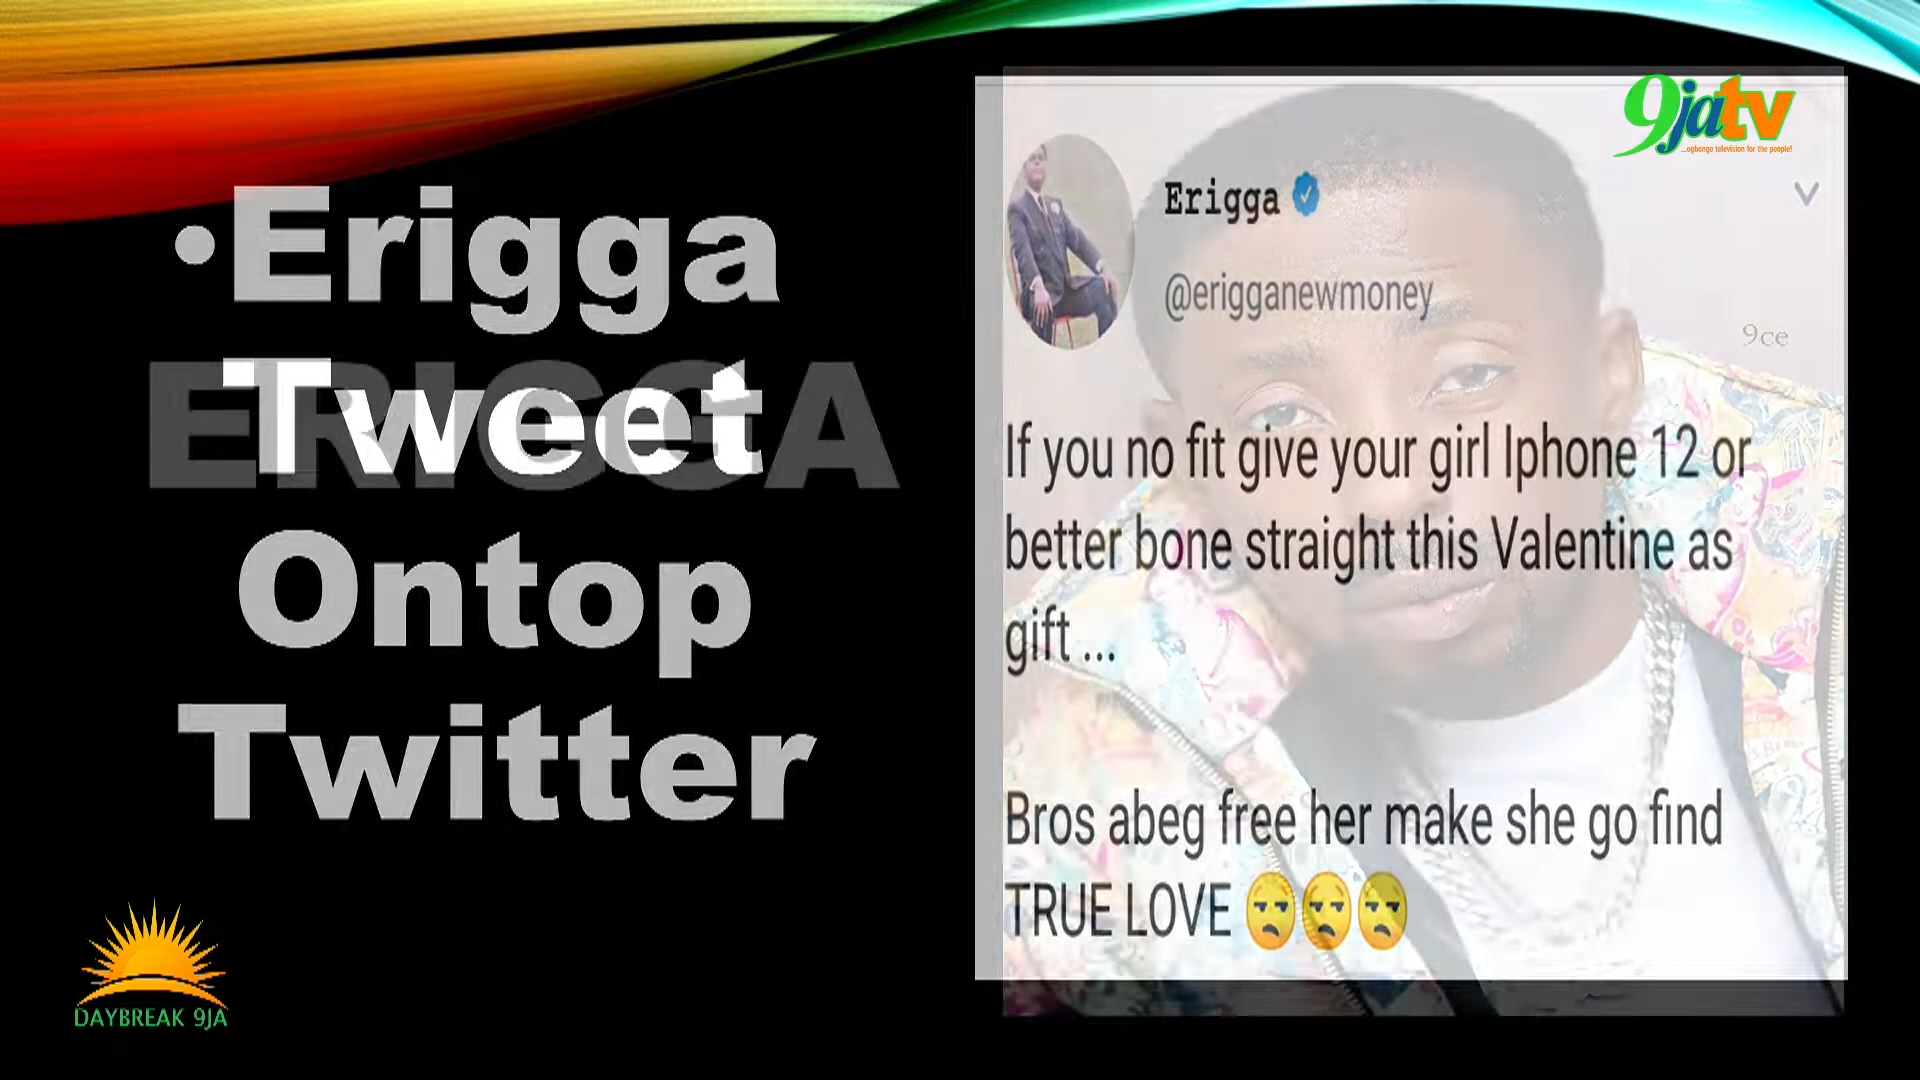 9jatv
...ogbonge television for the people!
•Erigga
Tweet
ERIGGA
Ontop
Twitter
Erigga
@erigganewmoney
9ce
If you no fit give your girl Iphone 12 or
better bone straight this Valentine as
gift ...
Bros abeg free her make she go find
TRUE LOVE 😒😒😒
DAYBREAK 9JA